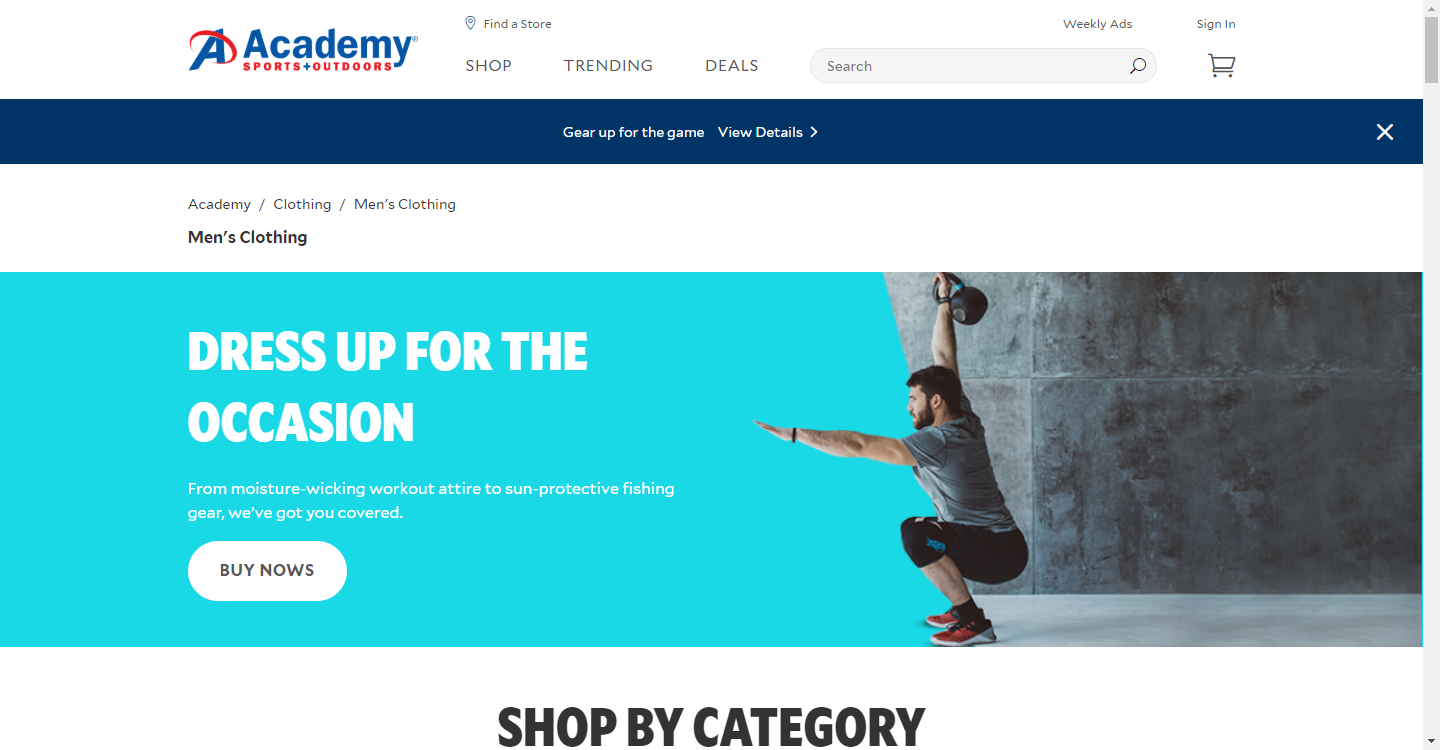 Find a Store
Weekly Ads
Sign In
Academy®
SPORTS+OUTDOORS
SHOP
TRENDING
DEALS
Search
Gear up for the game View Details
Academy / Clothing / Men's Clothing
Men's Clothing
DRESS UP FOR THE
OCCASION
From moisture-wicking workout attire to sun-protective fishing
gear, we've got you covered.
BUY NOWS
SHOP BY CATEGORY